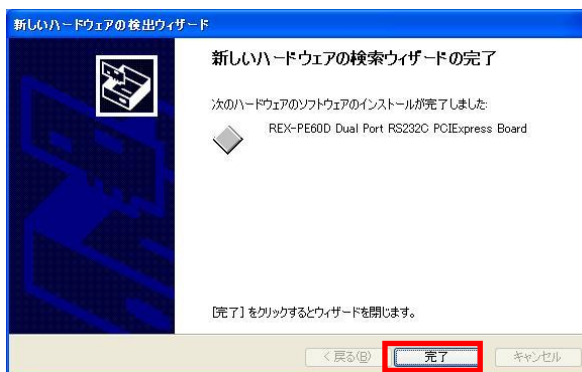 新しいハードウェアの検出ウィザード
新しいハードウェアの検索ウィザードの完了
次のハードウェアのソフトウェアのインストールが完了しました:
REX-PE60D Dual Port RS232C PCIExpress Board
[完了] をクリックするとウィザードを閉じます。
< 戻る(B) 完了 キャンセル